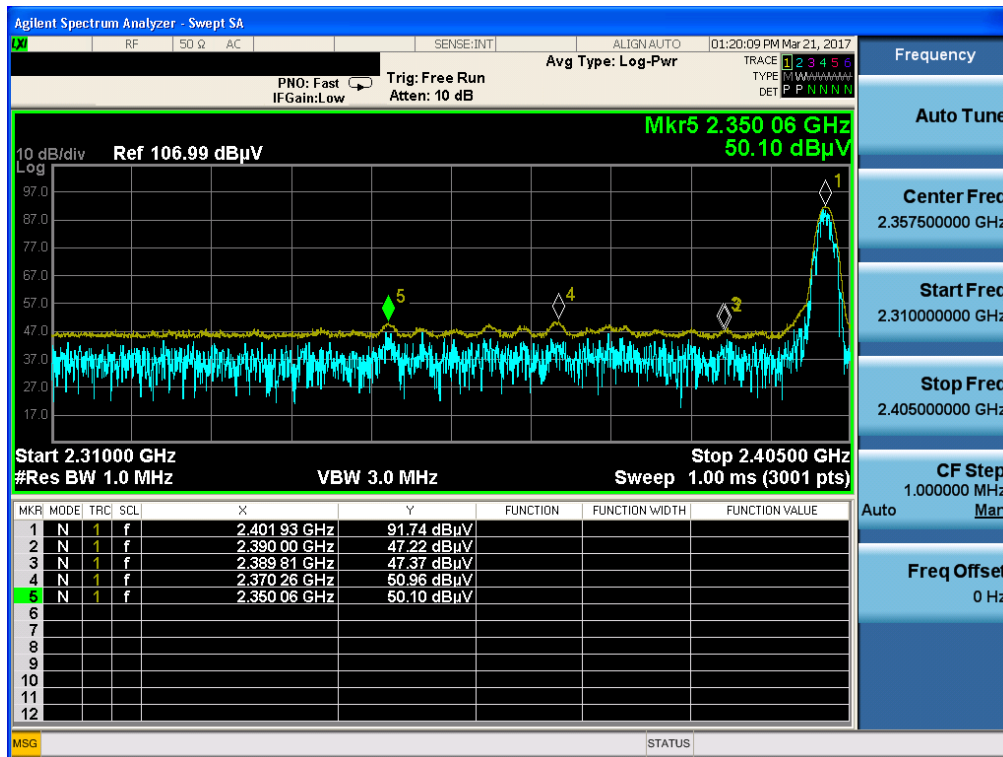 Agilent Spectrum Analyzer - Swept SA
LXI RF 50 Ω AC SENSE:INT ALIGN AUTO 01:20:09 PM Mar 21, 2017
PNO: Fast
IFGain:Low
Trig: Free Run
Atten: 10 dB
Avg Type: Log-Pwr
TRACE 1 2 3 4 5 6
TYPE M W
DET P P N N N N
Mkr5 2.350 06 GHz
50.10 dBµV
10 dB/div Ref 106.99 dBµV
Log
97.0
87.0
77.0
67.0
57.0
47.0
37.0
27.0
17.0
1
5
4
Start 2.31000 GHz Stop 2.40500 GHz
#Res BW 1.0 MHz VBW 3.0 MHz Sweep 1.00 ms (3001 pts)
MKR MODE TRC SCL X Y FUNCTION FUNCTION WIDTH FUNCTION VALUE
1 N 1 f 2.401 93 GHz 91.74 dBµV
2 N 1 f 2.390 00 GHz 47.22 dBµV
3 N 1 f 2.389 81 GHz 47.37 dBµV
4 N 1 f 2.370 26 GHz 50.96 dBµV
5 N 1 f 2.350 06 GHz 50.10 dBµV
6
7
8
9
10
11
12
MSG STATUS
Frequency
Auto Tune
Center Freq
2.357500000 GHz
Start Freq
2.310000000 GHz
Stop Freq
2.405000000 GHz
CF Step
1.000000 MHz
Auto Man
Freq Offset
0 Hz